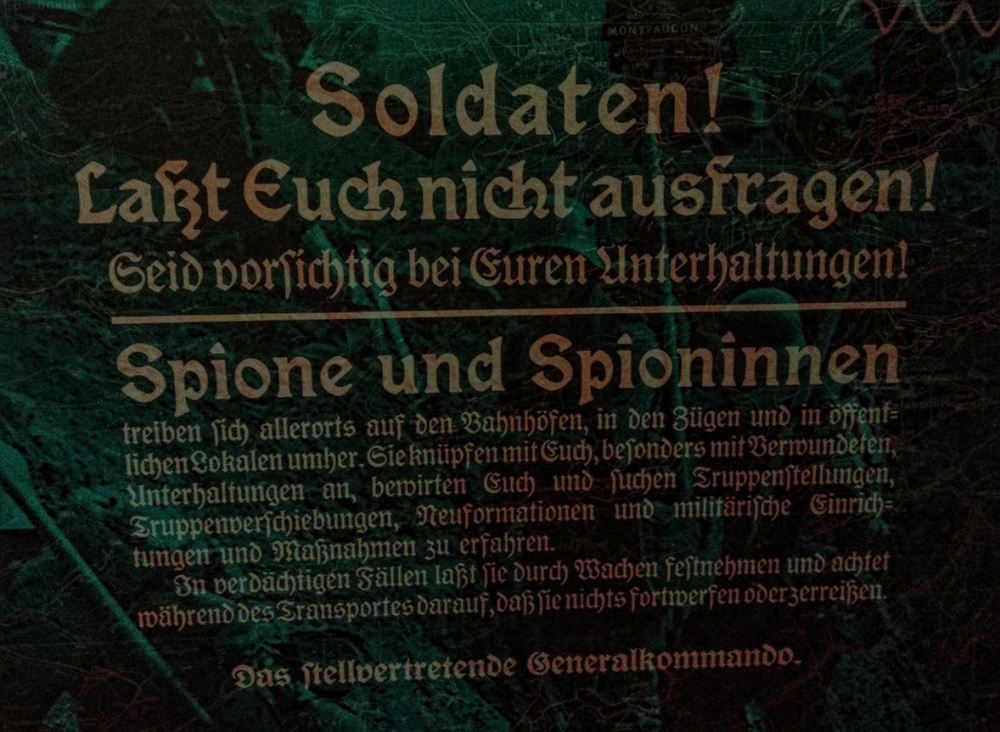 MONTFAUCON
Soldaten!
Laßt Euch nicht ausfragen!
Seid vorsichtig bei Euren Unterhaltungen!
Spione und Spioninnen
treiben sich allerorts auf den Bahnhöfen, in den Zügen und in öffent=
lichen Lokalen umher. Sie knüpfen mit Euch, besonders mit Verwundeten,
Unterhaltungen an, bewirten Euch und suchen Truppenstellungen,
Truppenverschiebungen, Neuformationen und militärische Einrich=
tungen und Maßnahmen zu erfahren.
In verdächtigen Fällen laßt sie durch Wachen festnehmen und achtet
während des Transportes darauf, daß sie nichts fortwerfen oder zerreißen.
Das stellvertretende Generalkommando.